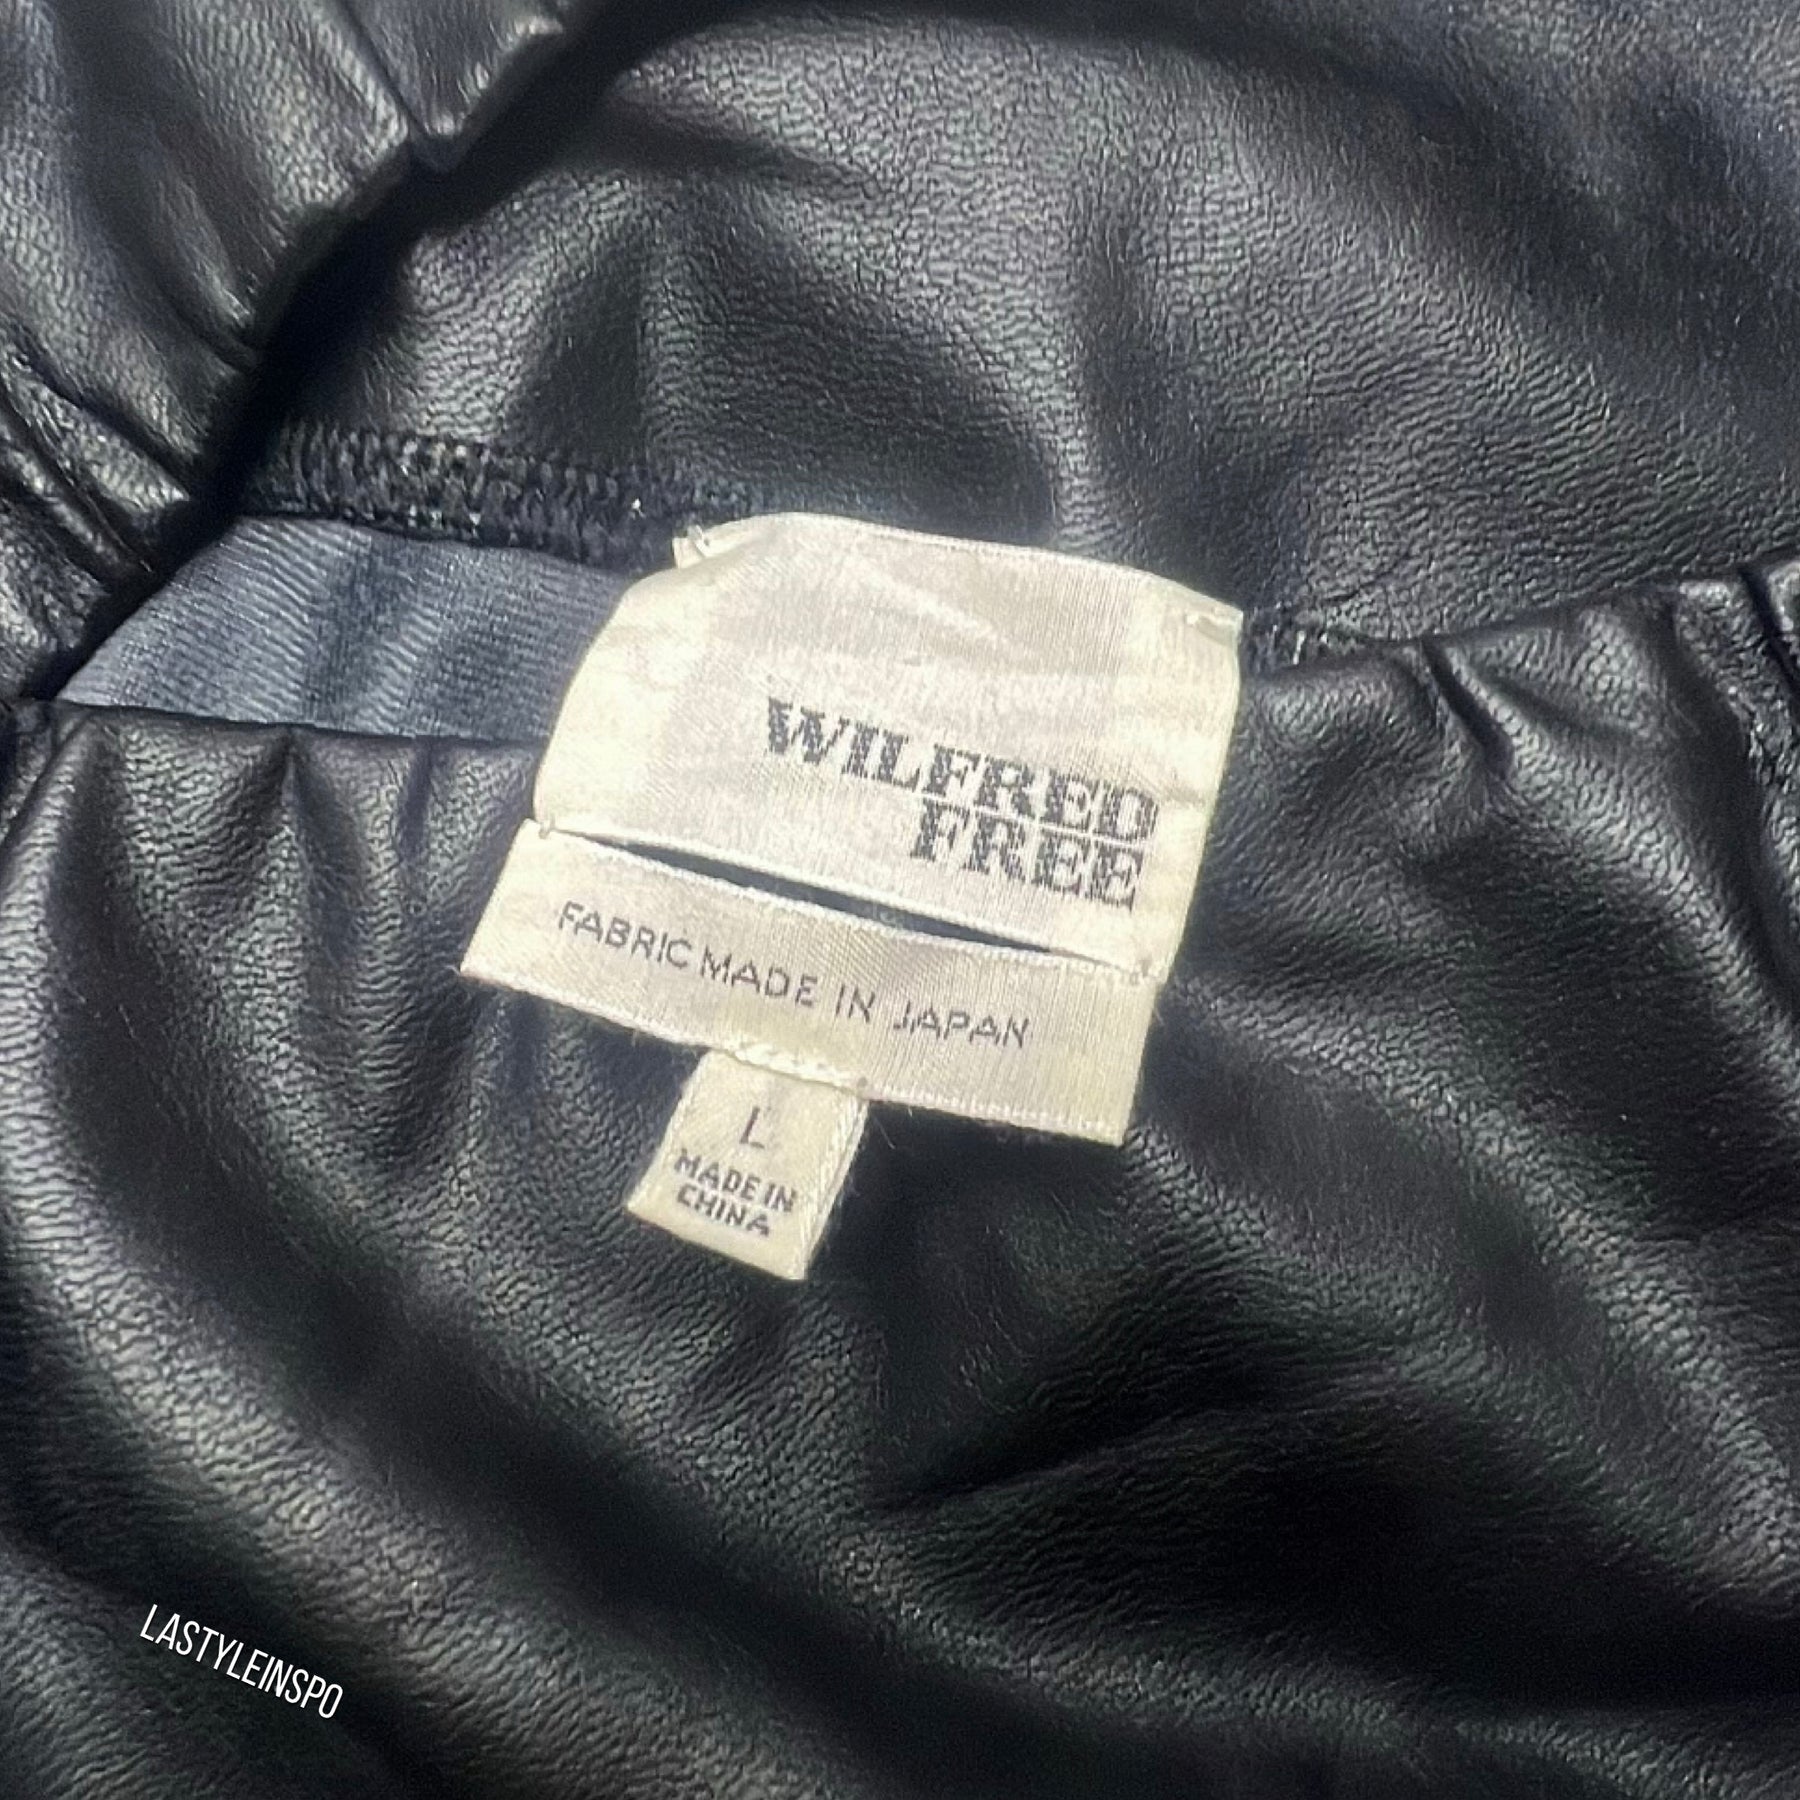 WILFRED
FREE
FABRIC MADE IN JAPAN
L
MADE IN
CHINA
LASTYLEINSPO